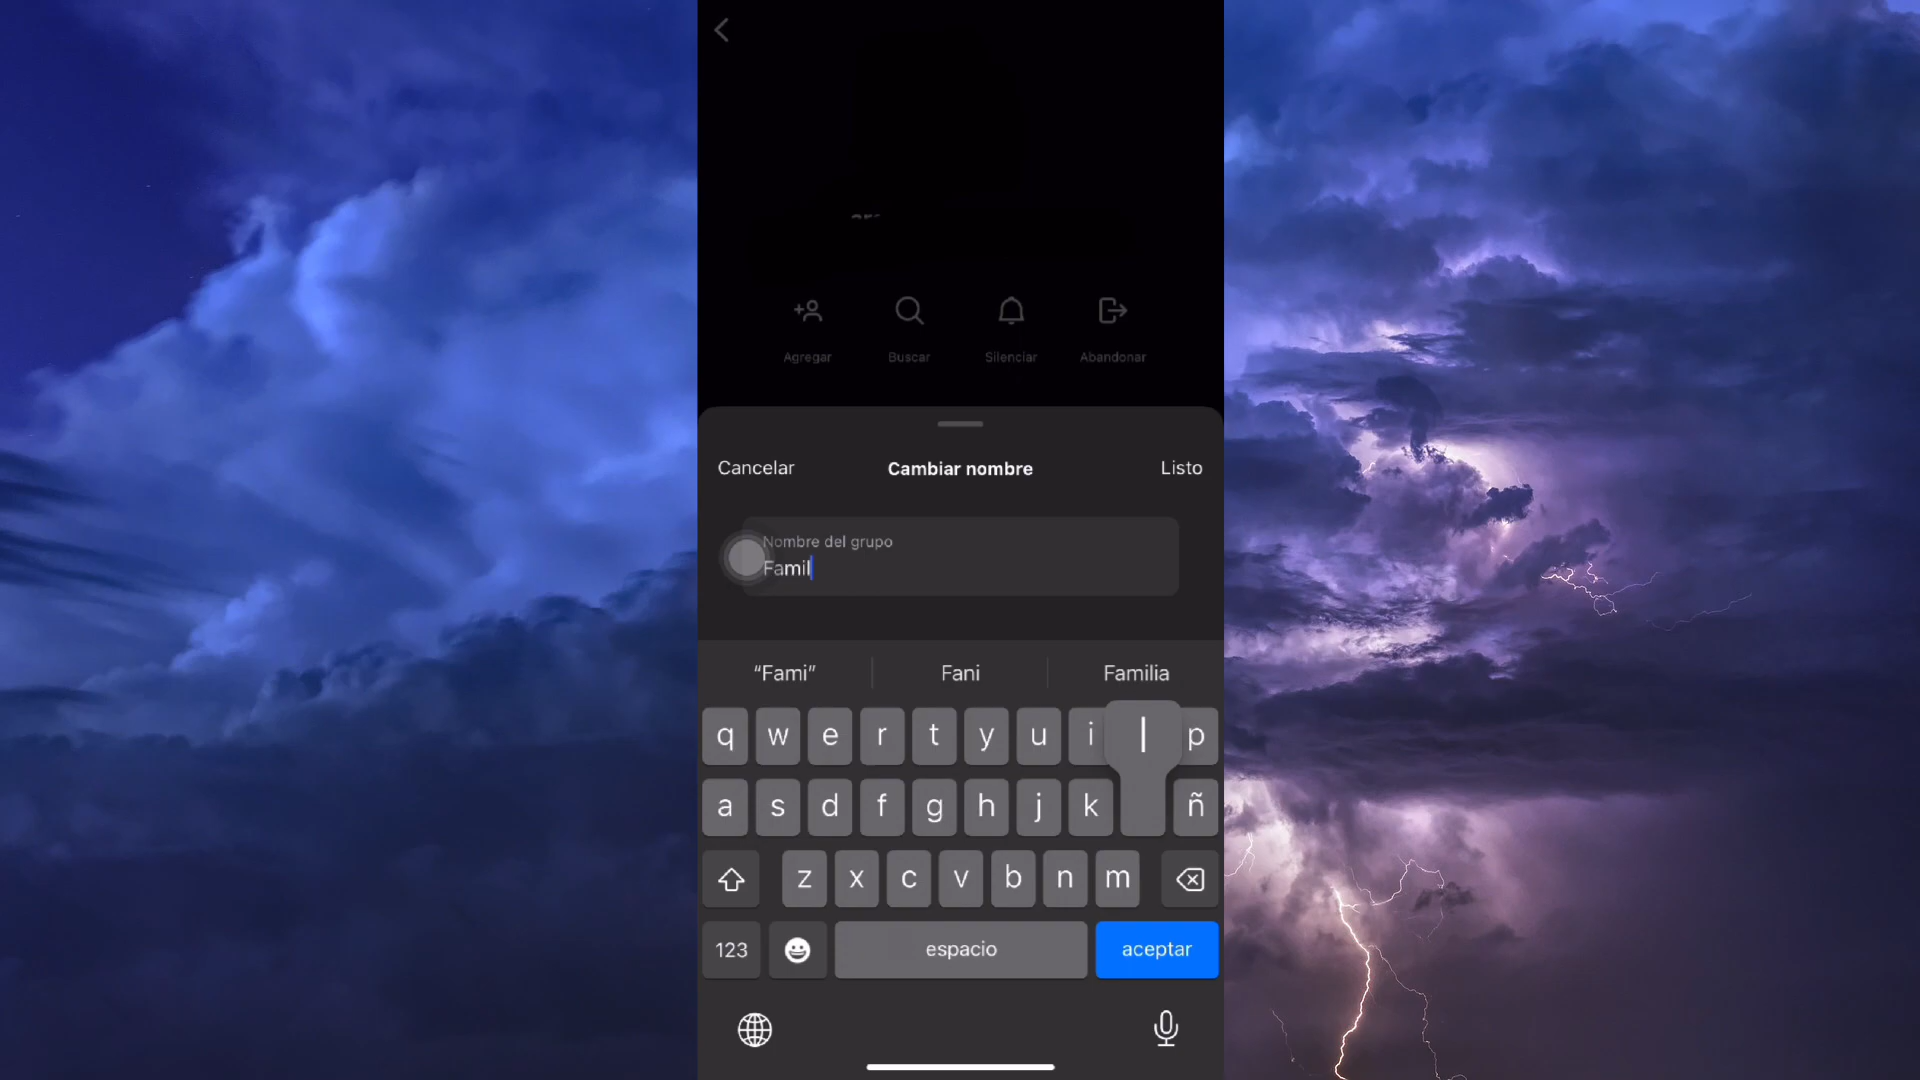 Agregar
Buscar
Silenciar
Abandonar
Cancelar
Cambiar nombre
Listo
Nombre del grupo
Famil
“Fami”
Fani
Familia
q w e r t y u i l p
a s d f g h j k ñ
z x c v b n m
123
espacio
aceptar